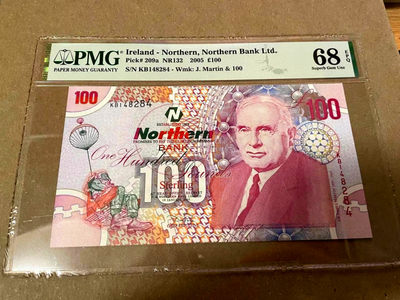 PMG
PAPER MONEY GUARANTY
Ireland - Northern, Northern Bank Ltd.
Pick# 209a NR132 2005 £100
S/N KB148284 - Wmk: J. Martin & 100
68 EPQ
Superb Gem Unc
100
KB148284
N
Northern
BANK
One Hundred Pounds
100
Sterling
100
KB148284